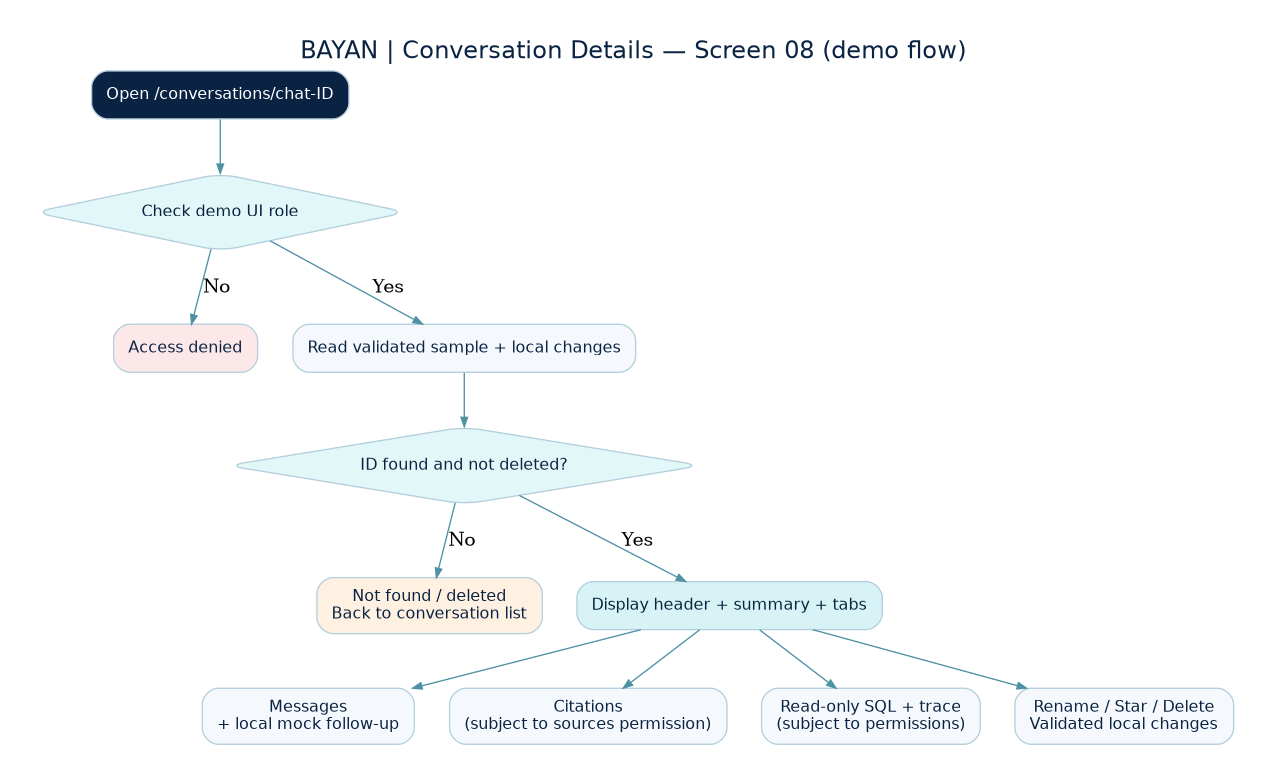 BAYAN | Conversation Details — Screen 08 (demo flow)
Open /conversations/chat-ID
Check demo UI role
No
Yes
Access denied
Read validated sample + local changes
ID found and not deleted?
No
Yes
Not found / deleted
Back to conversation list
Display header + summary + tabs
Messages
+ local mock follow-up
Citations
(subject to sources permission)
Read-only SQL + trace
(subject to permissions)
Rename / Star / Delete
Validated local changes